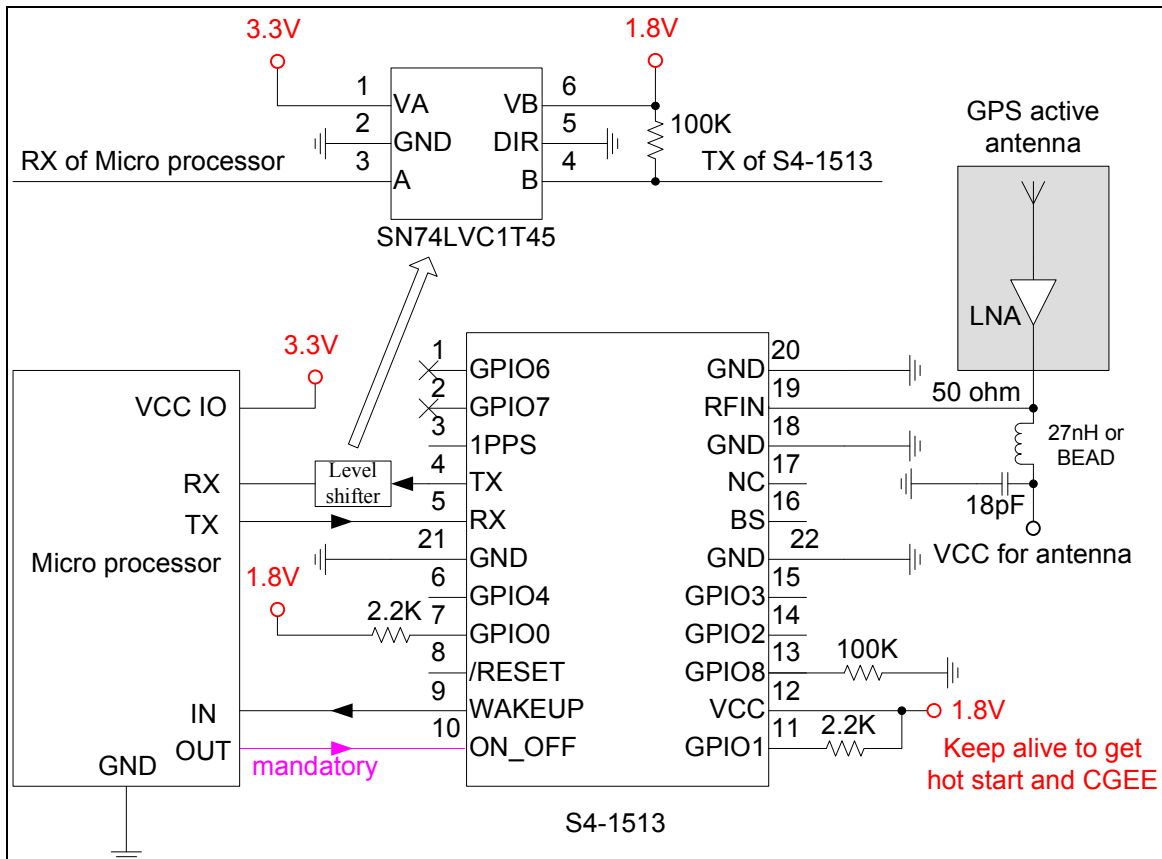 3.3V
1.8V
1
VA
VB
6
2
GND
DIR
5
100K
3
A
B
4
RX of Micro processor
TX of S4-1513
SN74LVC1T45
GPS active
antenna
LNA
50 ohm
27nH or
BEAD
18pF
VCC for antenna
3.3V
VCC IO
RX
TX
Micro processor
IN
OUT
GND
Level
shifter
1.8V
2.2K
mandatory
1
GPIO6
2
GPIO7
3
1PPS
4
TX
5
RX
21
GND
6
GPIO4
7
GPIO0
8
/RESET
9
WAKEUP
10
ON_OFF
20
GND
19
RFIN
18
GND
17
NC
16
BS
22
GND
15
GPIO3
14
GPIO2
13
GPIO8
100K
12
VCC
1.8V
11
GPIO1
2.2K
Keep alive to get
hot start and CGEE
S4-1513